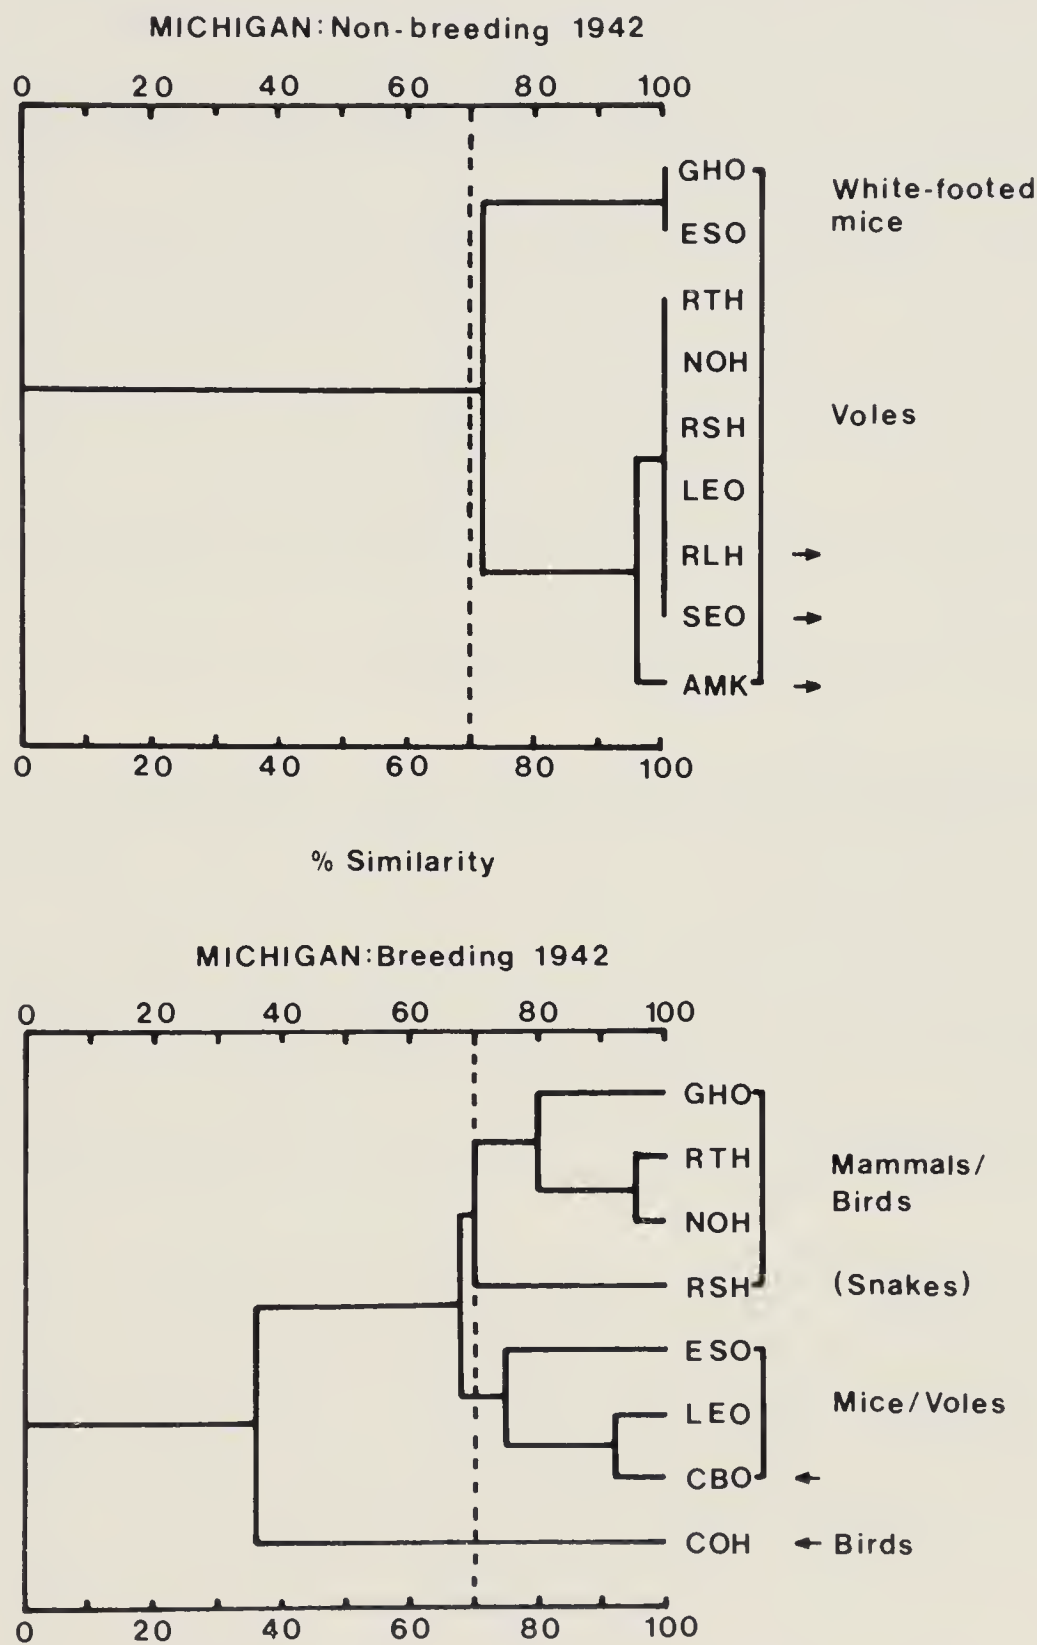 MICHIGAN: Non-breeding 1942
0 20 40 60 80 100
GHO
White-footed
mice
ESO
RTH
NOH
Voles
RSH
LEO
RLH →
SEO →
AMK →
0 20 40 60 80 100
% Similarity
MICHIGAN: Breeding 1942
0 20 40 60 80 100
GHO
RTH
Mammals/
Birds
NOH
RSH (Snakes)
ESO
LEO Mice/Voles
CBO ←
COH ← Birds
0 20 40 60 80 100